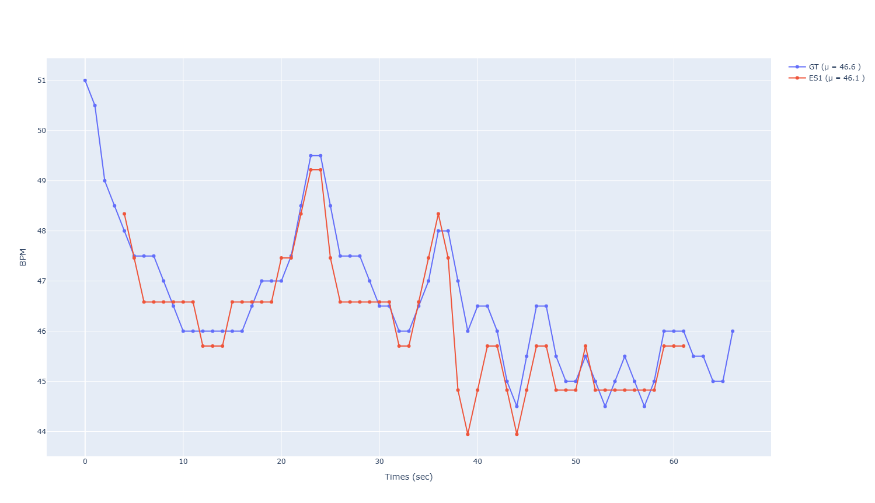 GT (μ = 46.6 )
ES1 (μ = 46.1 )
51
50
49
48
47
46
45
44
BPM
0 10 20 30 40 50 60
Times (sec)